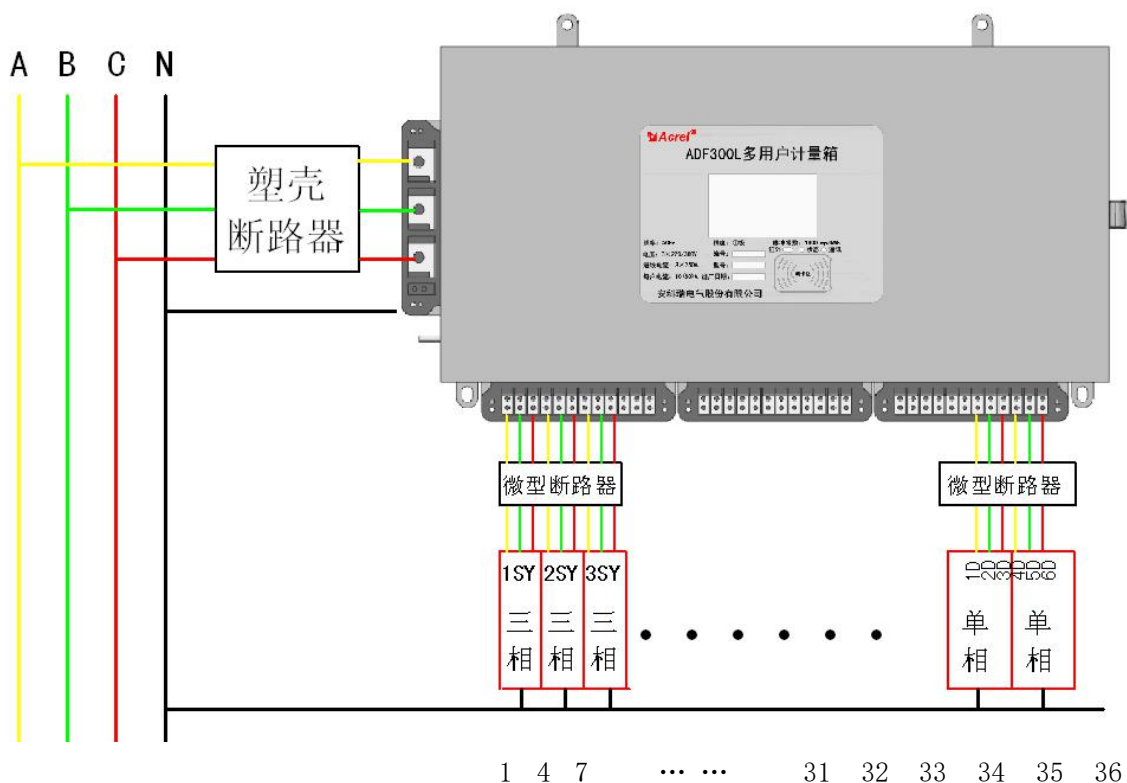 A B C N
塑壳
断路器
Acrel
ADF300L多用户计量箱
安科瑞电气股份有限公司
微型断路器
微型断路器
1SY 2SY 3SY
三相 三相 三相
1D 2D 3D 4D 5D 6D
单相 单相
1 4 7 … … 31 32 33 34 35 36